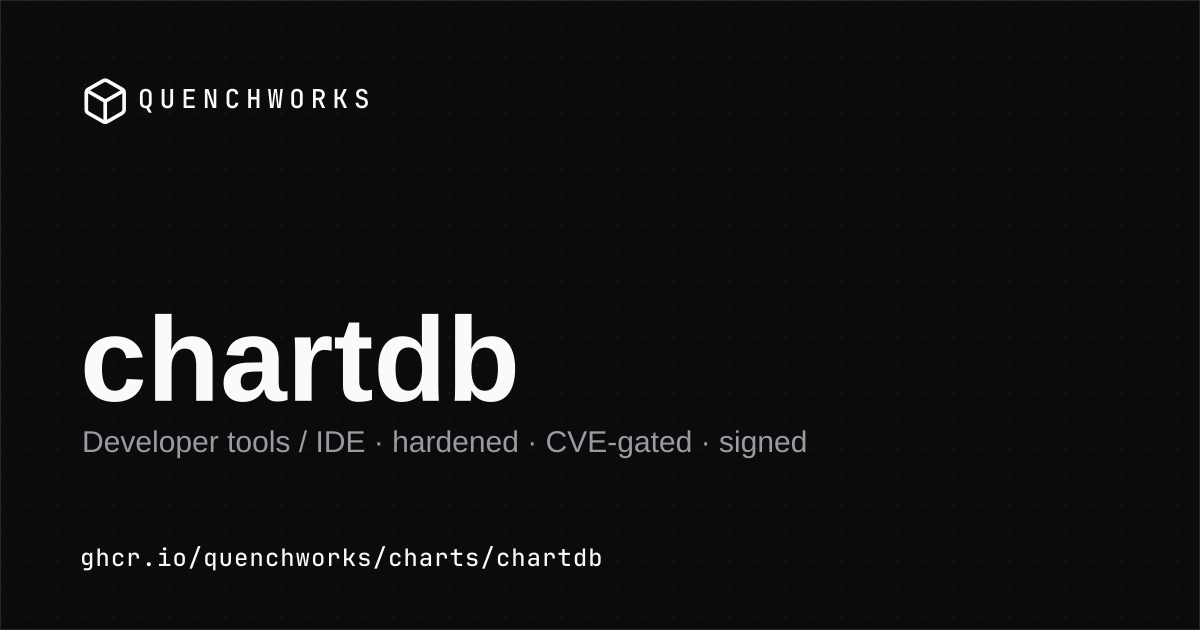 QUENCHWORKS
chartdb
Developer tools / IDE · hardened · CVE-gated · signed
ghcr.io/quenchworks/charts/chartdb